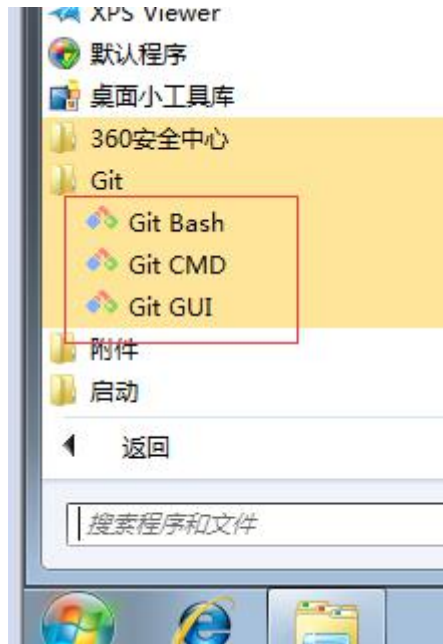 XPS Viewer
默认程序
桌面小工具库
360安全中心
Git
Git Bash
Git CMD
Git GUI
附件
启动
返回
搜索程序和文件